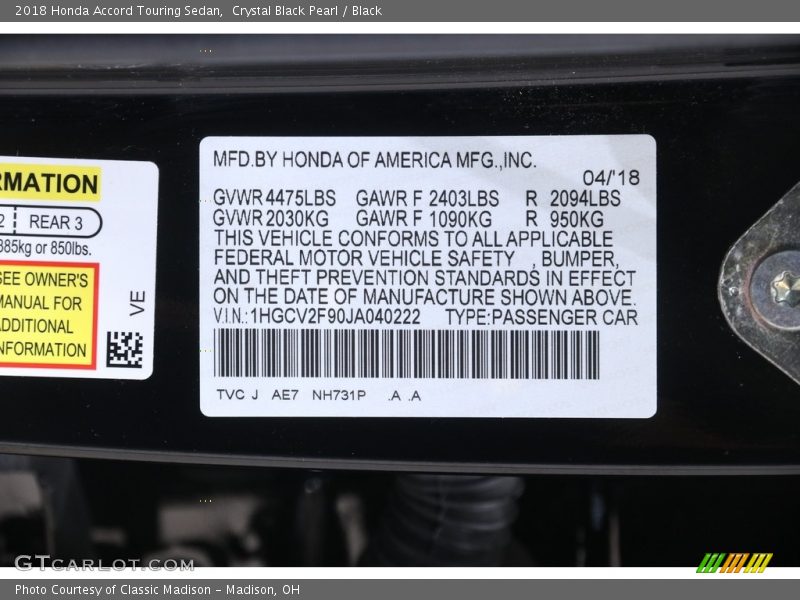 2018 Honda Accord Touring Sedan,  Crystal Black Pearl / Black
MFD.BY HONDA OF AMERICA MFG.,INC.
04/'18
GVWR 4475LBS GAWR F 2403LBS R 2094LBS
GVWR 2030KG GAWR F 1090KG R 950KG
THIS VEHICLE CONFORMS TO ALL APPLICABLE
FEDERAL MOTOR VEHICLE SAFETY , BUMPER,
AND THEFT PREVENTION STANDARDS IN EFFECT
ON THE DATE OF MANUFACTURE SHOWN ABOVE.
V.I.N.:1HGCV2F90JA040222 TYPE:PASSENGER CAR
TVC J AE7 NH731P .A .A
RMATION
2 REAR 3
385kg or 850lbs.
SEE OWNER'S
MANUAL FOR
ADDITIONAL
INFORMATION
VE
GTcarlot.com
Photo Courtesy of Classic Madison - Madison, OH